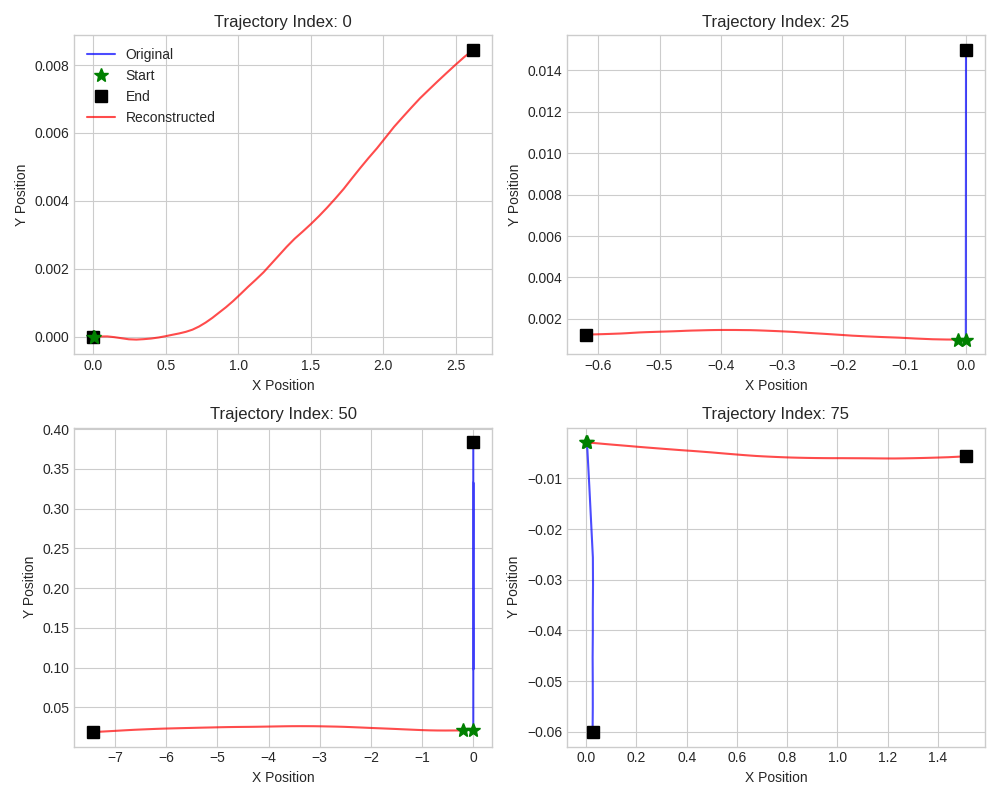 Trajectory Index: 0
Original
Start
End
Reconstructed
0.008
0.006
0.004
0.002
0.000
Y Position
0.0 0.5 1.0 1.5 2.0 2.5
X Position
Trajectory Index: 25
0.014
0.012
0.010
0.008
0.006
0.004
0.002
Y Position
−0.6 −0.5 −0.4 −0.3 −0.2 −0.1 0.0
X Position
Trajectory Index: 50
0.40
0.35
0.30
0.25
0.20
0.15
0.10
0.05
Y Position
−7 −6 −5 −4 −3 −2 −1 0
X Position
Trajectory Index: 75
−0.01
−0.02
−0.03
−0.04
−0.05
−0.06
Y Position
0.0 0.2 0.4 0.6 0.8 1.0 1.2 1.4
X Position